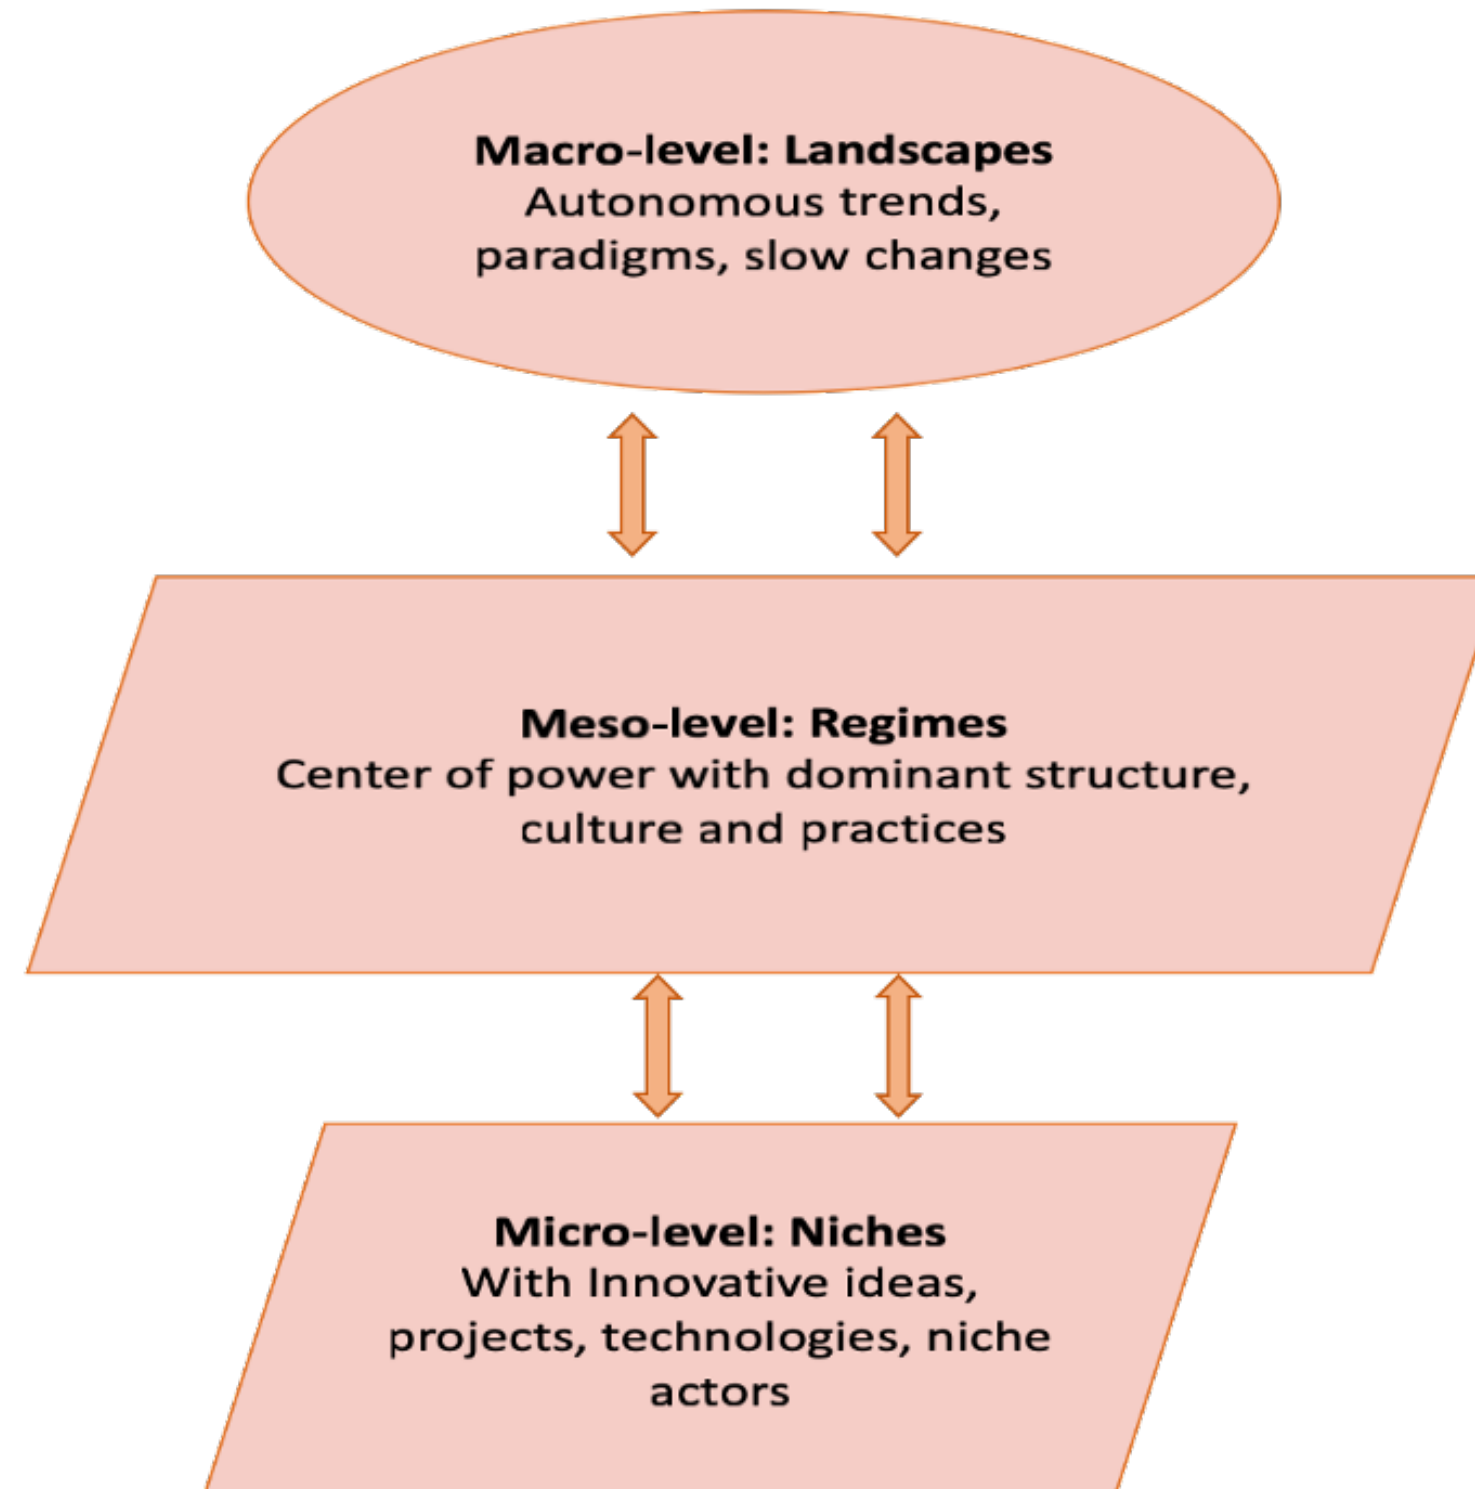 Macro-level: Landscapes
Autonomous trends,
paradigms, slow changes
Meso-level: Regimes
Center of power with dominant structure,
culture and practices
Micro-level: Niches
With Innovative ideas,
projects, technologies, niche
actors